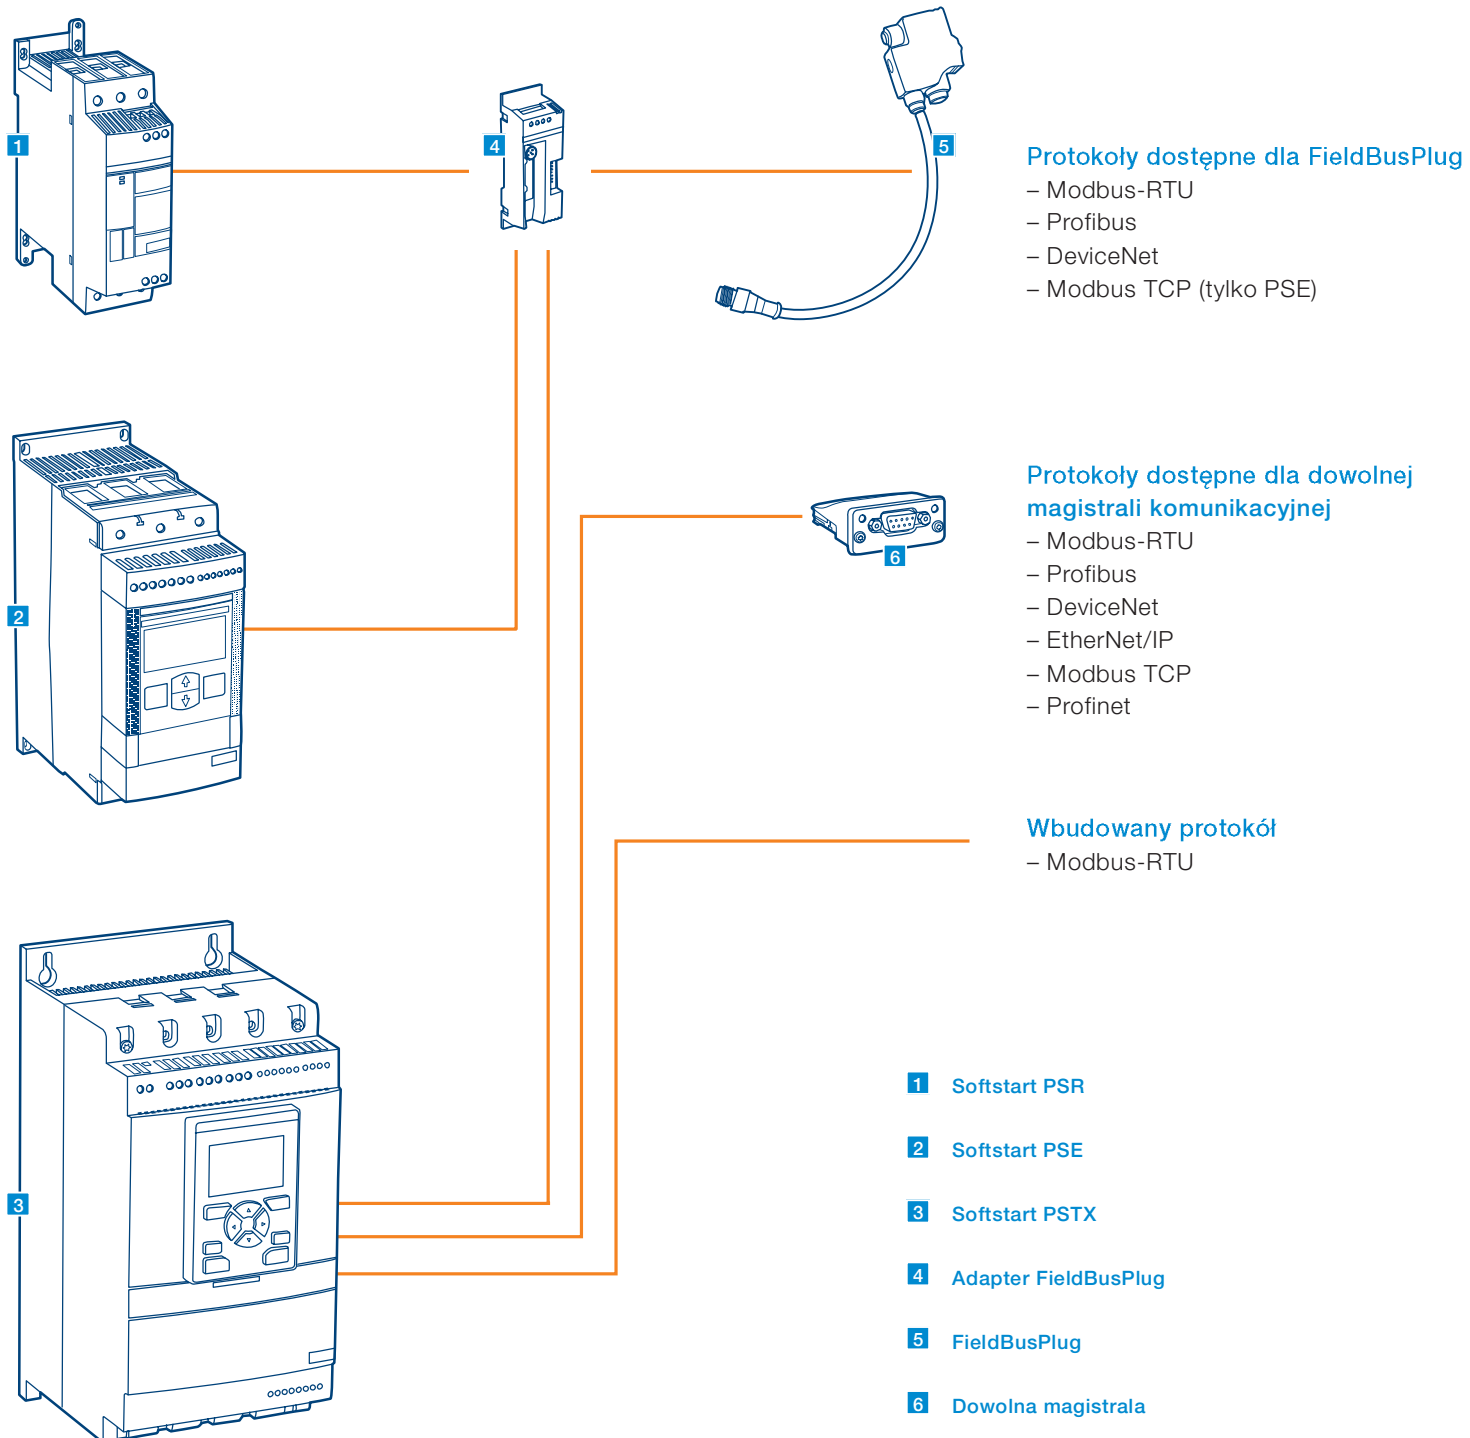 1
4
5
Protokoły dostępne dla FieldBusPlug
– Modbus-RTU
– Profibus
– DeviceNet
– Modbus TCP (tylko PSE)
2
6
Protokoły dostępne dla dowolnej
magistrali komunikacyjnej
– Modbus-RTU
– Profibus
– DeviceNet
– EtherNet/IP
– Modbus TCP
– Profinet
Wbudowany protokół
– Modbus-RTU
3
1 Softstart PSR
2 Softstart PSE
3 Softstart PSTX
4 Adapter FieldBusPlug
5 FieldBusPlug
6 Dowolna magistrala